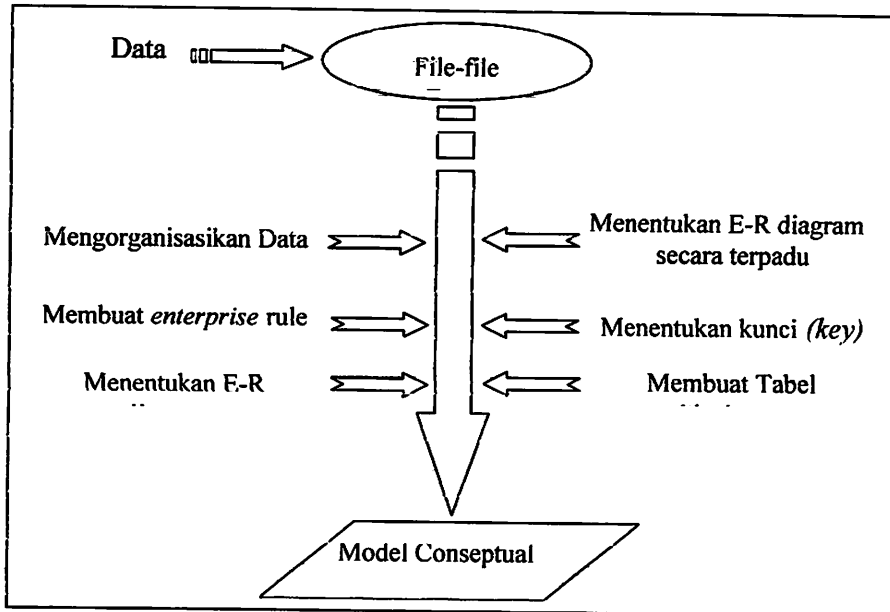 Data
File-file
Mengorganisasikan Data
Menentukan E-R diagram
secara terpadu
Membuat enterprise rule
Menentukan kunci (key)
Menentukan E-R
Membuat Tabel
Model Conseptual